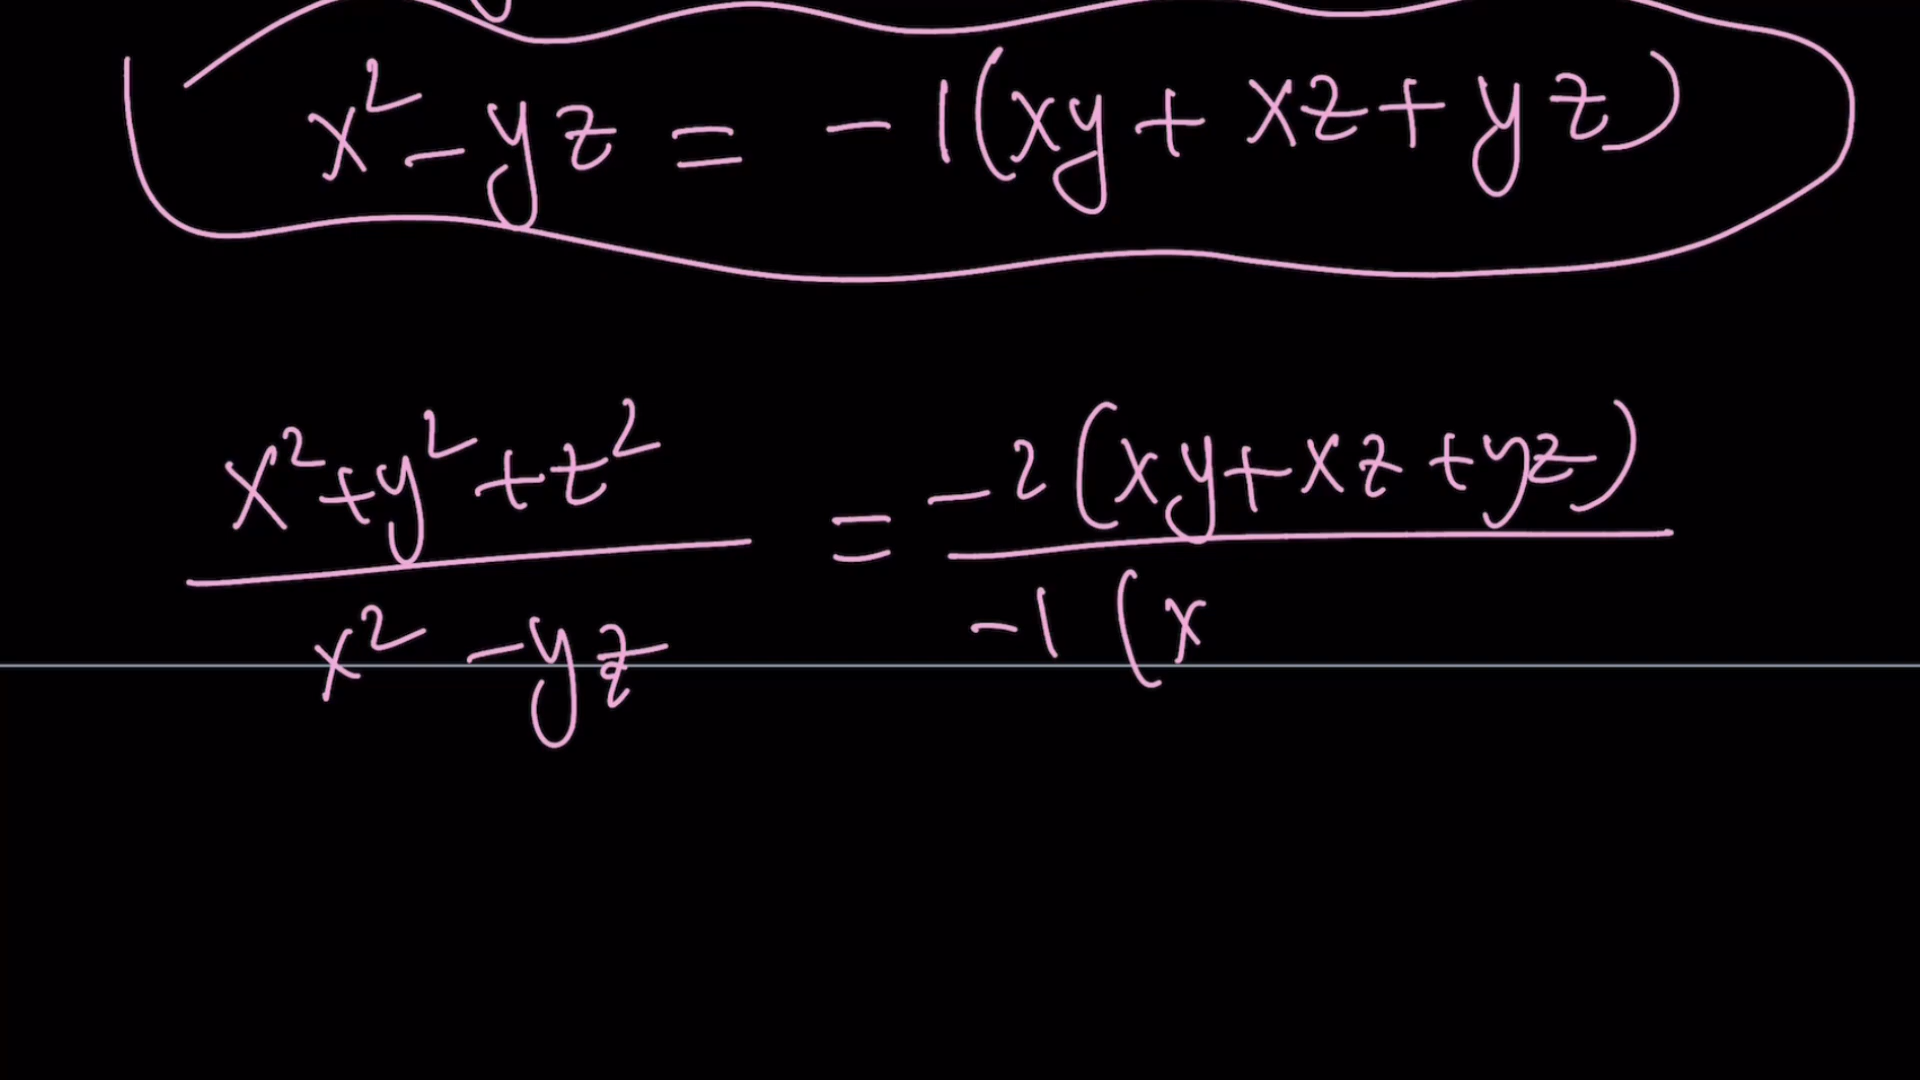 x² - yz = - 1(xy + xz + yz)
x² + y² + z² / x² - yz = -2(xy + xz + yz) / -1(x